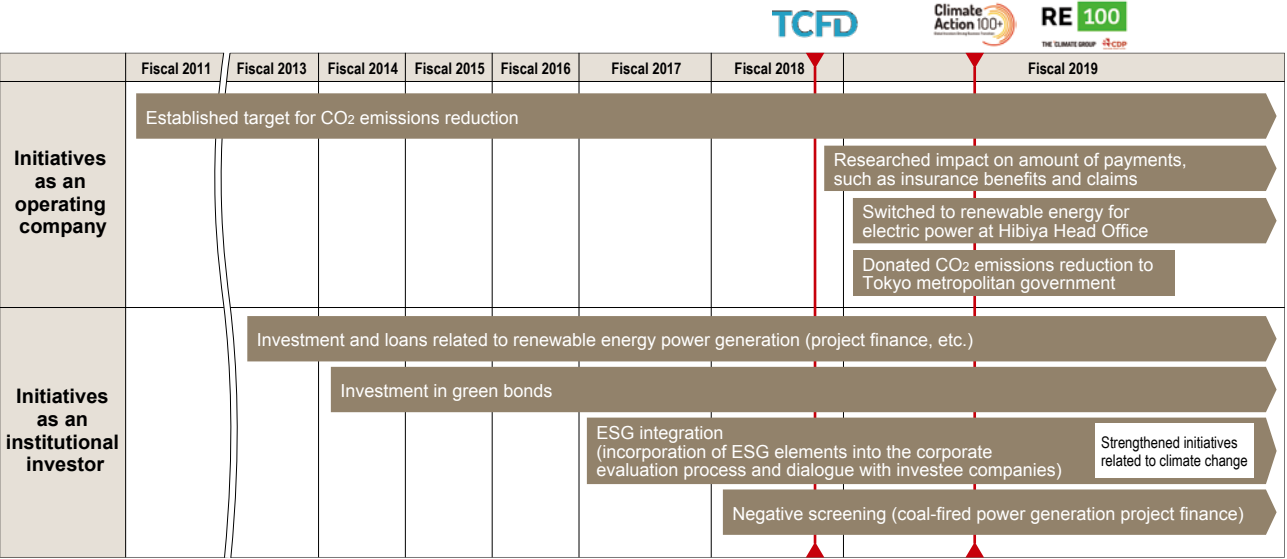 TCFD
Climate
Action 100+
Global Investors Driving Business Transition
RE 100
THE °CLIMATE GROUP CDP
Fiscal 2011
Fiscal 2013
Fiscal 2014
Fiscal 2015
Fiscal 2016
Fiscal 2017
Fiscal 2018
Fiscal 2019
Initiatives
as an
operating
company
Established target for CO2 emissions reduction
Researched impact on amount of payments,
such as insurance benefits and claims
Switched to renewable energy for
electric power at Hibiya Head Office
Donated CO2 emissions reduction to
Tokyo metropolitan government
Initiatives
as an
institutional
investor
Investment and loans related to renewable energy power generation (project finance, etc.)
Investment in green bonds
ESG integration
(incorporation of ESG elements into the corporate
evaluation process and dialogue with investee companies)
Strengthened initiatives
related to climate change
Negative screening (coal-fired power generation project finance)